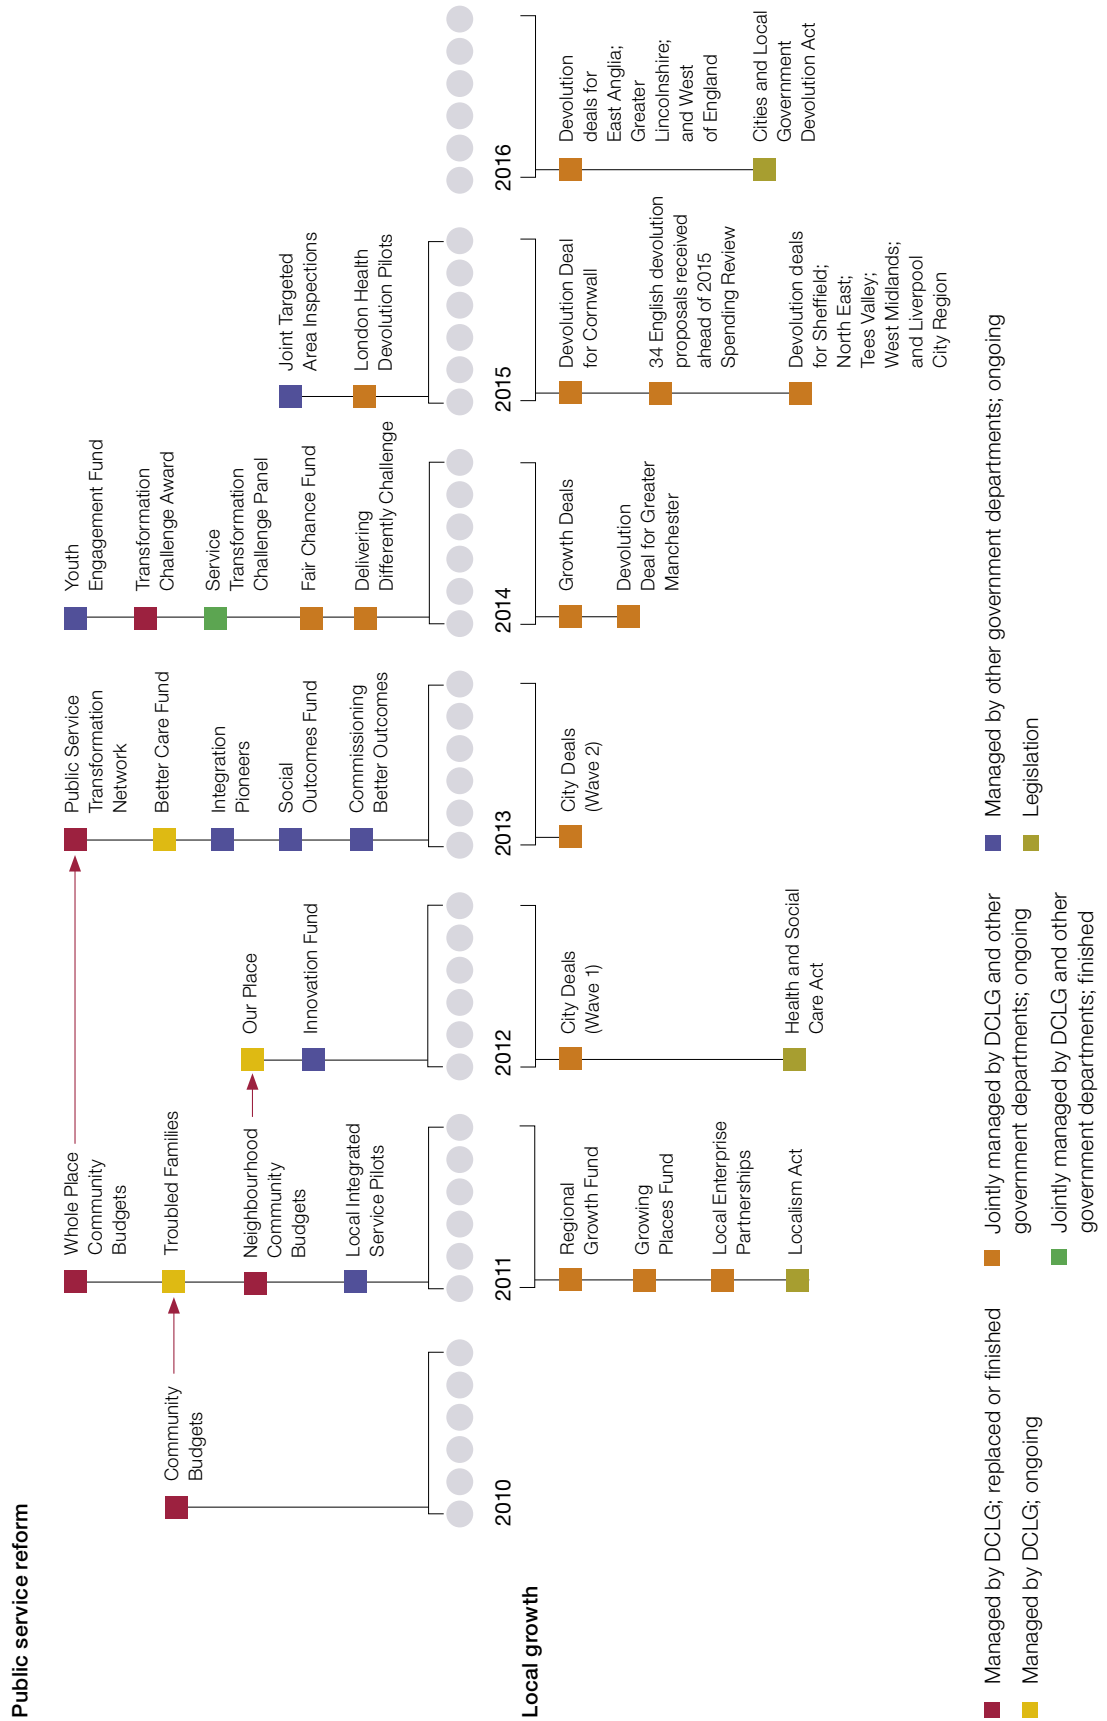 Public service reform
Community
Budgets
Whole Place
Community
Budgets
Troubled Families
Neighbourhood
Community
Budgets
Local Integrated
Service Pilots
Our Place
Innovation Fund
Public Service
Transformation
Network
Better Care Fund
Integration
Pioneers
Social
Outcomes Fund
Commissioning
Better Outcomes
Youth
Engagement Fund
Transformation
Challenge Award
Service
Transformation
Challenge Panel
Fair Chance Fund
Delivering
Differently Challenge
Joint Targeted
Area Inspections
London Health
Devolution Pilots
2010
2011
2012
2013
2014
2015
2016
Local growth
Regional
Growth Fund
Growing
Places Fund
Local Enterprise
Partnerships
Localism Act
City Deals
(Wave 1)
Health and Social
Care Act
City Deals
(Wave 2)
Growth Deals
Devolution
Deal for Greater
Manchester
Devolution Deal
for Cornwall
34 English devolution
proposals received
ahead of 2015
Spending Review
Devolution deals
for Sheffield;
North East;
Tees Valley;
West Midlands;
and Liverpool
City Region
Devolution
deals for
East Anglia;
Greater
Lincolnshire;
and West
of England
Cities and Local
Government
Devolution Act
Managed by DCLG; replaced or finished
Managed by DCLG; ongoing
Jointly managed by DCLG and other
government departments; ongoing
Jointly managed by DCLG and other
government departments; finished
Managed by other government departments; ongoing
Legislation